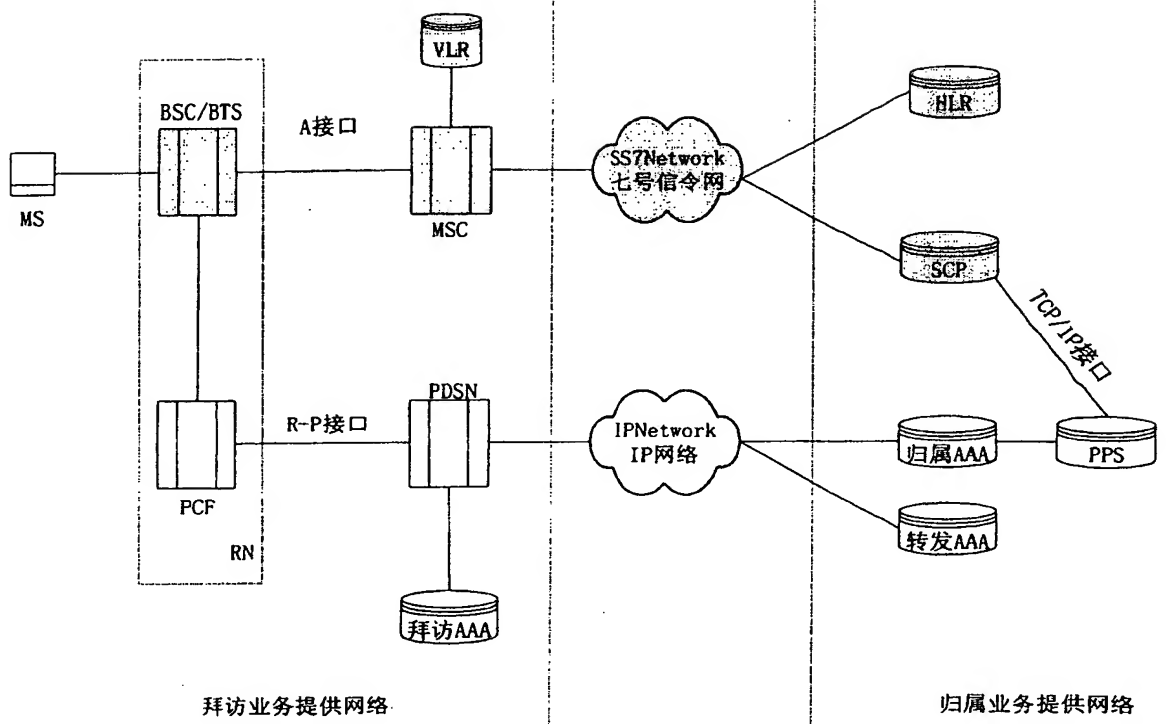 VLR
HLR
BSC/BTS
A接口
SS7Network
七号信令网
MS
MSC
SCP
TCP/IP接口
PDSN
R-P接口
IPNetwork
IP网络
归属AAA
PPS
PCF
转发AAA
RN
拜访AAA
拜访业务提供网络
归属业务提供网络